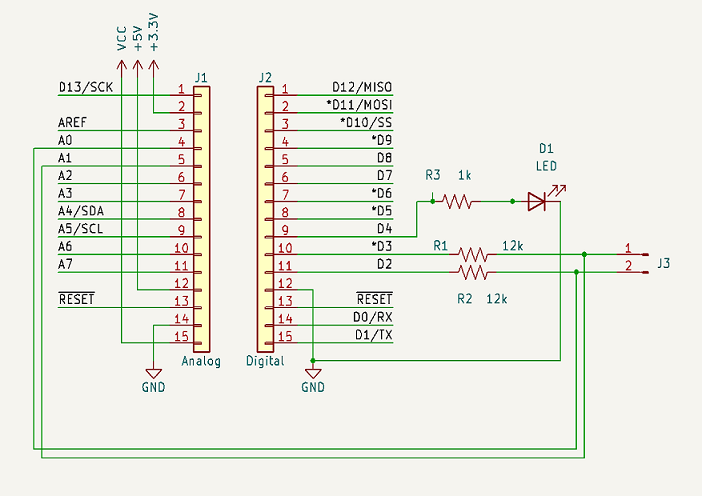 VCC
+5V
+3.3V
J1
J2
D13/SCK
1
1
D12/MISO
2
2
*D11/MOSI
AREF
3
3
*D10/SS
A0
4
4
*D9
A1
5
5
D8
A2
6
6
D7
A3
7
7
*D6
A4/SDA
8
8
*D5
A5/SCL
9
9
D4
A6
10
10
*D3
A7
11
11
D2
12
12
RESET
13
13
RESET
14
14
D0/RX
15
15
D1/TX
Analog
Digital
GND
GND
D1
LED
R3 1k
R1 12k
R2 12k
1
2
J3